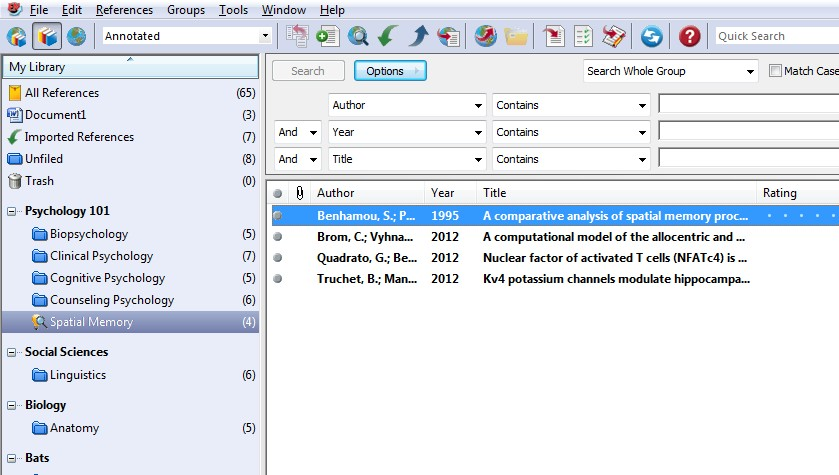 File Edit References Groups Tools Window Help
Annotated Quick Search
My Library
All References (65)
Document1 (3)
Imported References (7)
Unfiled (8)
Trash (0)
Psychology 101
Biopsychology (5)
Clinical Psychology (7)
Cognitive Psychology (5)
Counseling Psychology (6)
Spatial Memory (4)
Social Sciences
Linguistics (6)
Biology
Anatomy (5)
Bats
Search Options Search Whole Group Match Case
Author Contains
And Year Contains
And Title Contains
Author Year Title Rating
Benhamou, S.; P... 1995 A comparative analysis of spatial memory proc...
Brom, C.; Vyhna... 2012 A computational model of the allocentric and ...
Quadrato, G.; Be... 2012 Nuclear factor of activated T cells (NFATc4) is ...
Truchet, B.; Man... 2012 Kv4 potassium channels modulate hippocampa...